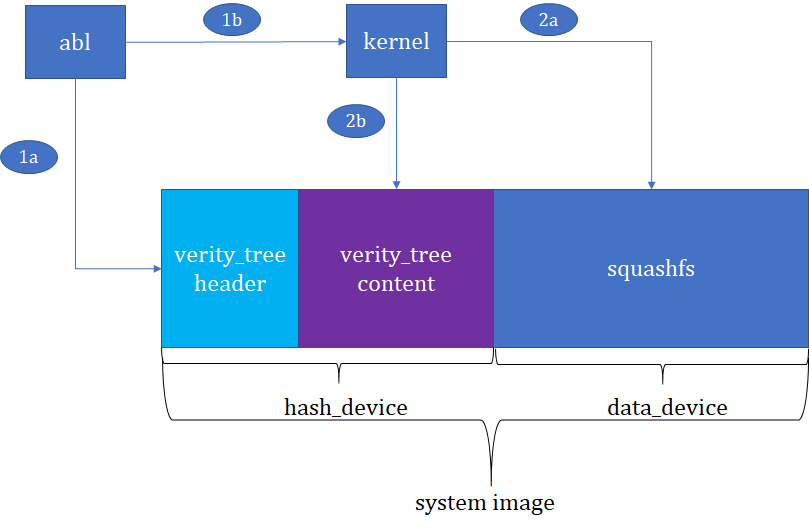 abl
1b
kernel
2a
2b
1a
verity_tree
header
verity_tree
content
squashfs
hash_device
data_device
system image